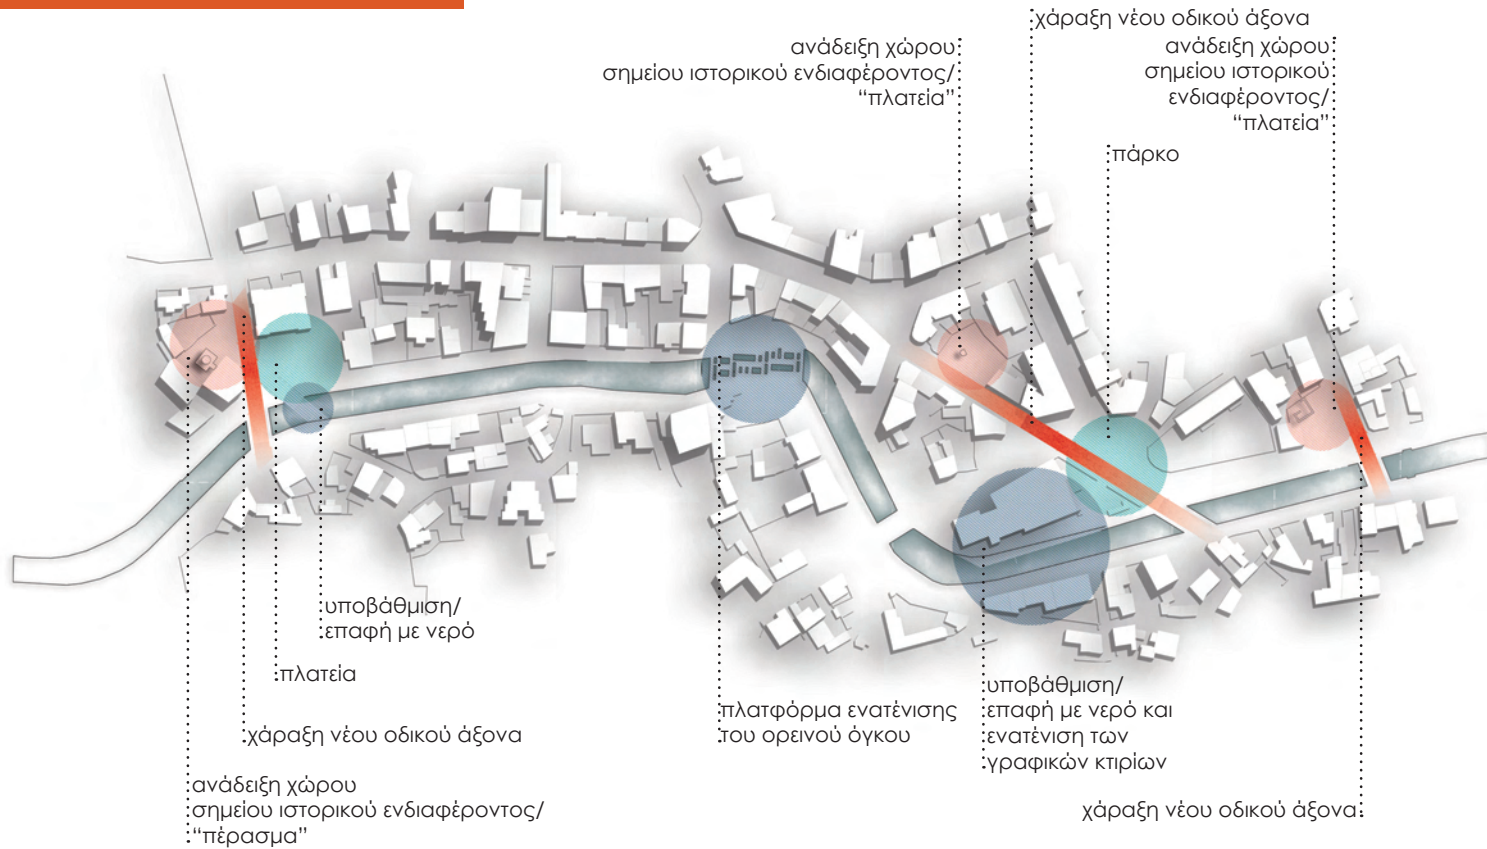 χάραξη νέου οδικού άξονα
ανάδειξη χώρου
σημείου ιστορικού ενδιαφέροντος/
“πλατεία”
ανάδειξη χώρου
σημείου ιστορικού
ενδιαφέροντος/
“πλατεία”
πάρκο
υποβάθμιση/
επαφή με νερό
πλατεία
χάραξη νέου οδικού άξονα
ανάδειξη χώρου
σημείου ιστορικού ενδιαφέροντος/
“πέρασμα”
πλατφόρμα ενατένισης
του ορεινού όγκου
υποβάθμιση/
επαφή με νερό και
ενατένιση των
γραφικών κτιρίων
χάραξη νέου οδικού άξονα